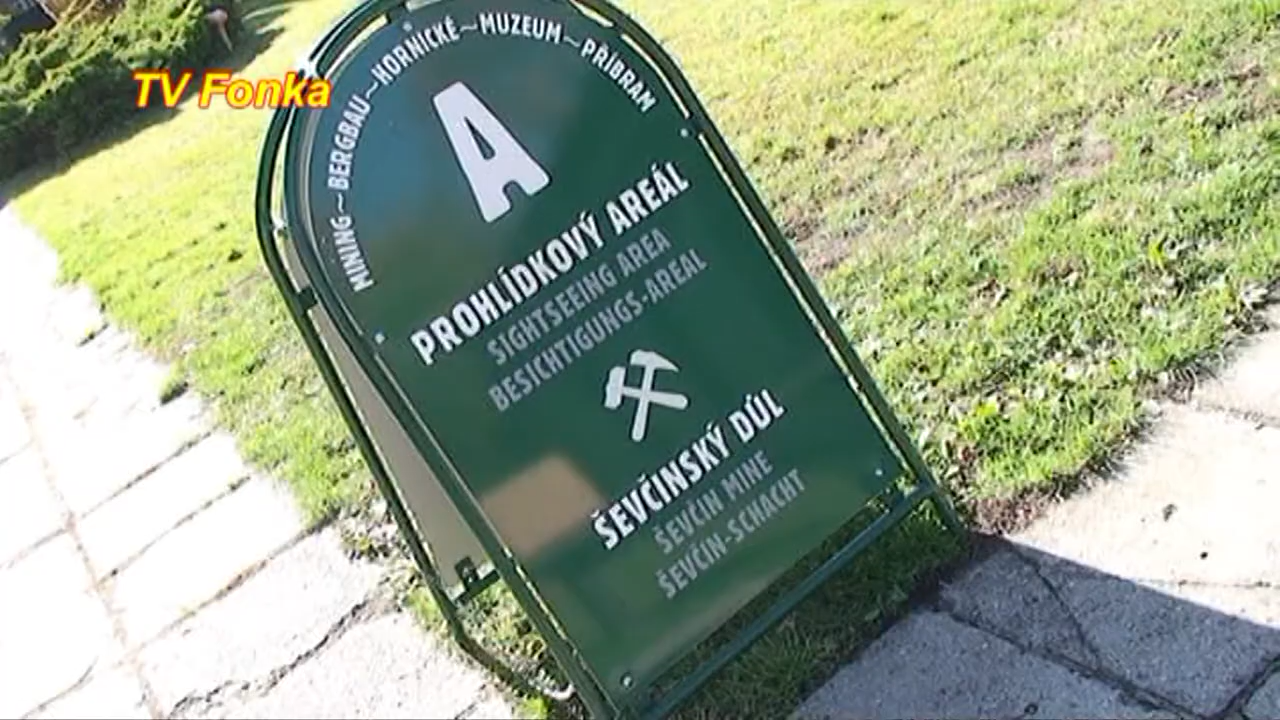 TV Fonka
MINING~BERGBAU~HORNICKÉ~MUZEUM~PŘÍBRAM
A
PROHLÍDKOVÝ AREÁL
SIGHTSEEING AREA
BESICHTIGUNGS-AREAL
ŠEVČINSKÝ DŮL
ŠEVČIN MINE
ŠEVČIN-SCHACHT